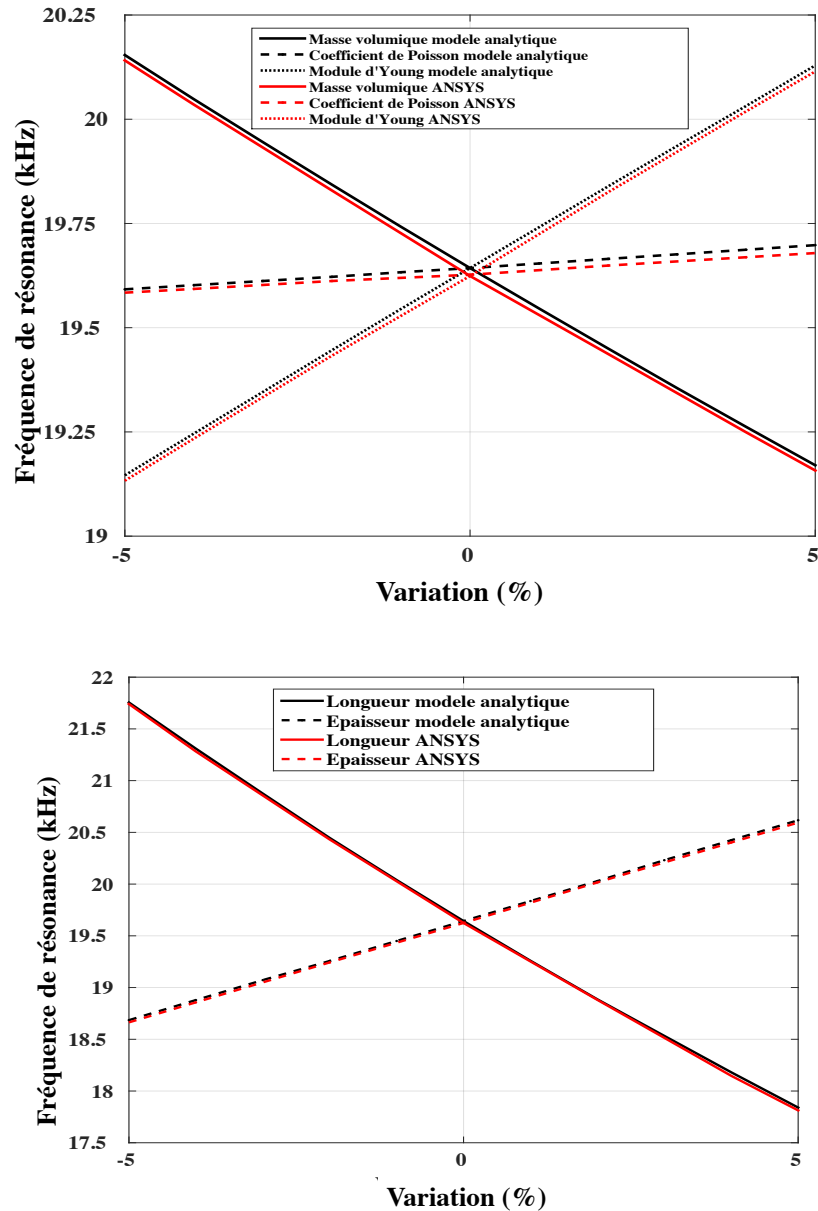 20.25
20
19.75
19.5
19.25
19
Fréquence de résonance (kHz)
Masse volumique modele analytique
Coefficient de Poisson modele analytique
Module d'Young modele analytique
Masse volumique ANSYS
Coefficient de Poisson ANSYS
Module d'Young ANSYS
-5
0
5
Variation (%)
22
21.5
21
20.5
20
19.5
19
18.5
18
17.5
Fréquence de résonance (kHz)
Longueur modele analytique
Epaisseur modele analytique
Longueur ANSYS
Epaisseur ANSYS
-5
0
5
Variation (%)